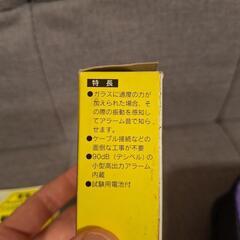 特長
●ガラスに過度の力が
加えられた場合、そ
の際の振動を感知し
てアラーム音で知ら
せます。
●ケーブル接続などの
面倒な工事が不要
●90dB（デシベル）の
小型高出力アラーム
内蔵
●試験用電池付